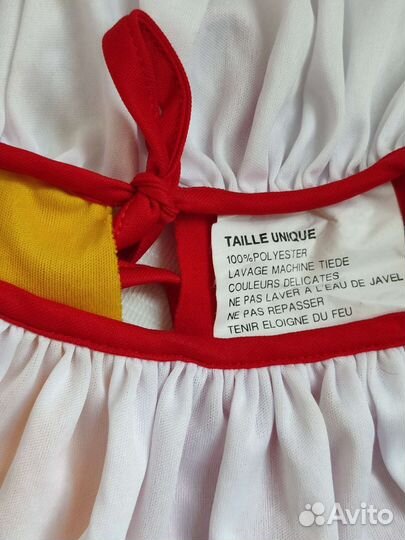 TAILLE UNIQUE
100%POLYESTER
LAVAGE MACHINE TIEDE
COULEURS DELICATES
NE PAS LAVER A L'EAU DE JAVEL
NE PAS REPASSER
TENIR ELOIGNE DU FEU
Avito